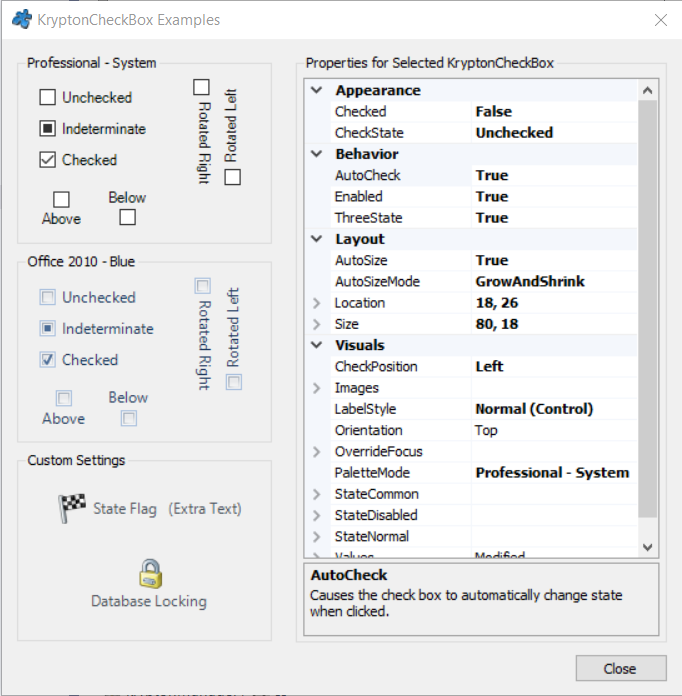 KryptonCheckBox Examples
Professional - System
Unchecked
Indeterminate
Checked
Above
Below
Rotated Right
Rotated Left
Office 2010 - Blue
Unchecked
Indeterminate
Checked
Above
Below
Rotated Right
Rotated Left
Custom Settings
State Flag (Extra Text)
Database Locking
Properties for Selected KryptonCheckBox
Appearance
Checked False
CheckState Unchecked
Behavior
AutoCheck True
Enabled True
ThreeState True
Layout
AutoSize True
AutoSizeMode GrowAndShrink
Location 18, 26
Size 80, 18
Visuals
CheckPosition Left
Images
LabelStyle Normal (Control)
Orientation Top
OverrideFocus
PaletteMode Professional - System
StateCommon
StateDisabled
StateNormal
Values Modified
AutoCheck
Causes the check box to automatically change state
when clicked.
Close